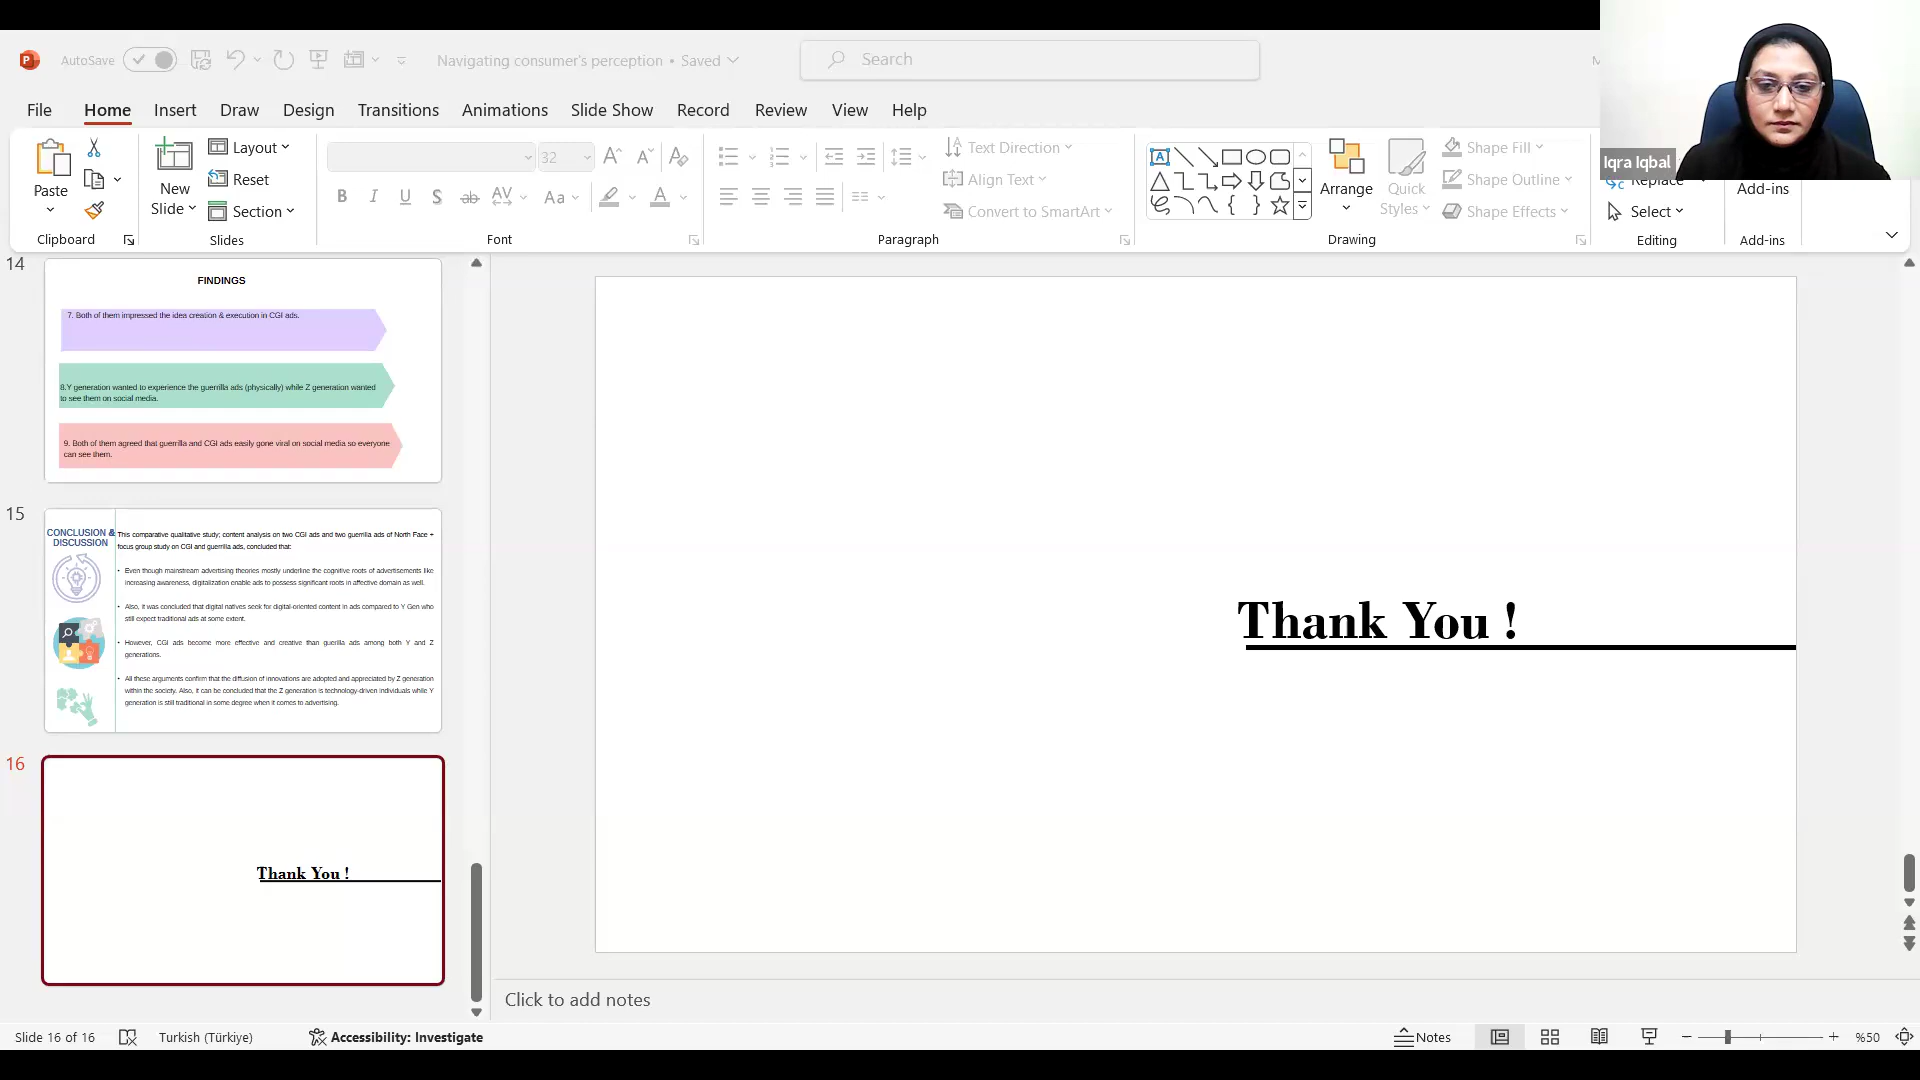 AutoSave
Navigating consumer's perception • Saved
Search
File Home Insert Draw Design Transitions Animations Slide Show Record Review View Help
Paste
New
Slide
Layout
Reset
Section
32
Text Direction
Align Text
Convert to SmartArt
Arrange
Quick
Styles
Shape Fill
Shape Outline
Shape Effects
Iqra Iqbal
Replace
Select
Add-ins
Clipboard
Slides
Font
Paragraph
Drawing
Editing
Add-ins
14
FINDINGS
7. Both of them impressed the idea creation & execution in CGI ads.
8.Y generation wanted to experience the guerrilla ads (physically) while Z generation wanted
to see them on social media.
9. Both of them agreed that guerrilla and CGI ads easily gone viral on social media so everyone
can see them.
15
CONCLUSION &
DISCUSSION
This comparative qualitative study; content analysis on two CGI ads and two guerrilla ads of North Face +
focus group study on CGI and guerrilla ads, concluded that:
• Even though mainstream advertising theories mostly underline the cognitive roots of advertisements like
increasing awareness, digitalization enable ads to possess significant roots in affective domain as well.
• Also, it was concluded that digital natives seek for digital-oriented content in ads compared to Y Gen who
still expect traditional ads at some extent.
• However, CGI ads become more effective and creative than guerilla ads among both Y and Z
generations.
• All these arguments confirm that the diffusion of innovations are adopted and appreciated by Z generation
within the society. Also, it can be concluded that the Z generation is technology-driven individuals while Y
generation is still traditional in some degree when it comes to advertising.
16
Thank You !
Thank You !
Click to add notes
Slide 16 of 16
Turkish (Türkiye)
Accessibility: Investigate
Notes
%50